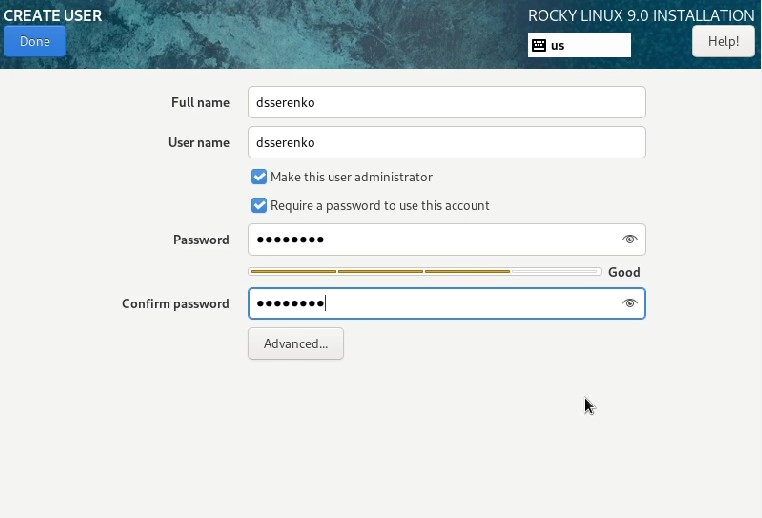 CREATE USER
ROCKY LINUX 9.0 INSTALLATION
Done
us
Help!
Full name
dsserenko
User name
dsserenko
Make this user administrator
Require a password to use this account
Password
●●●●●●●●
Good
Confirm password
●●●●●●●●
Advanced...